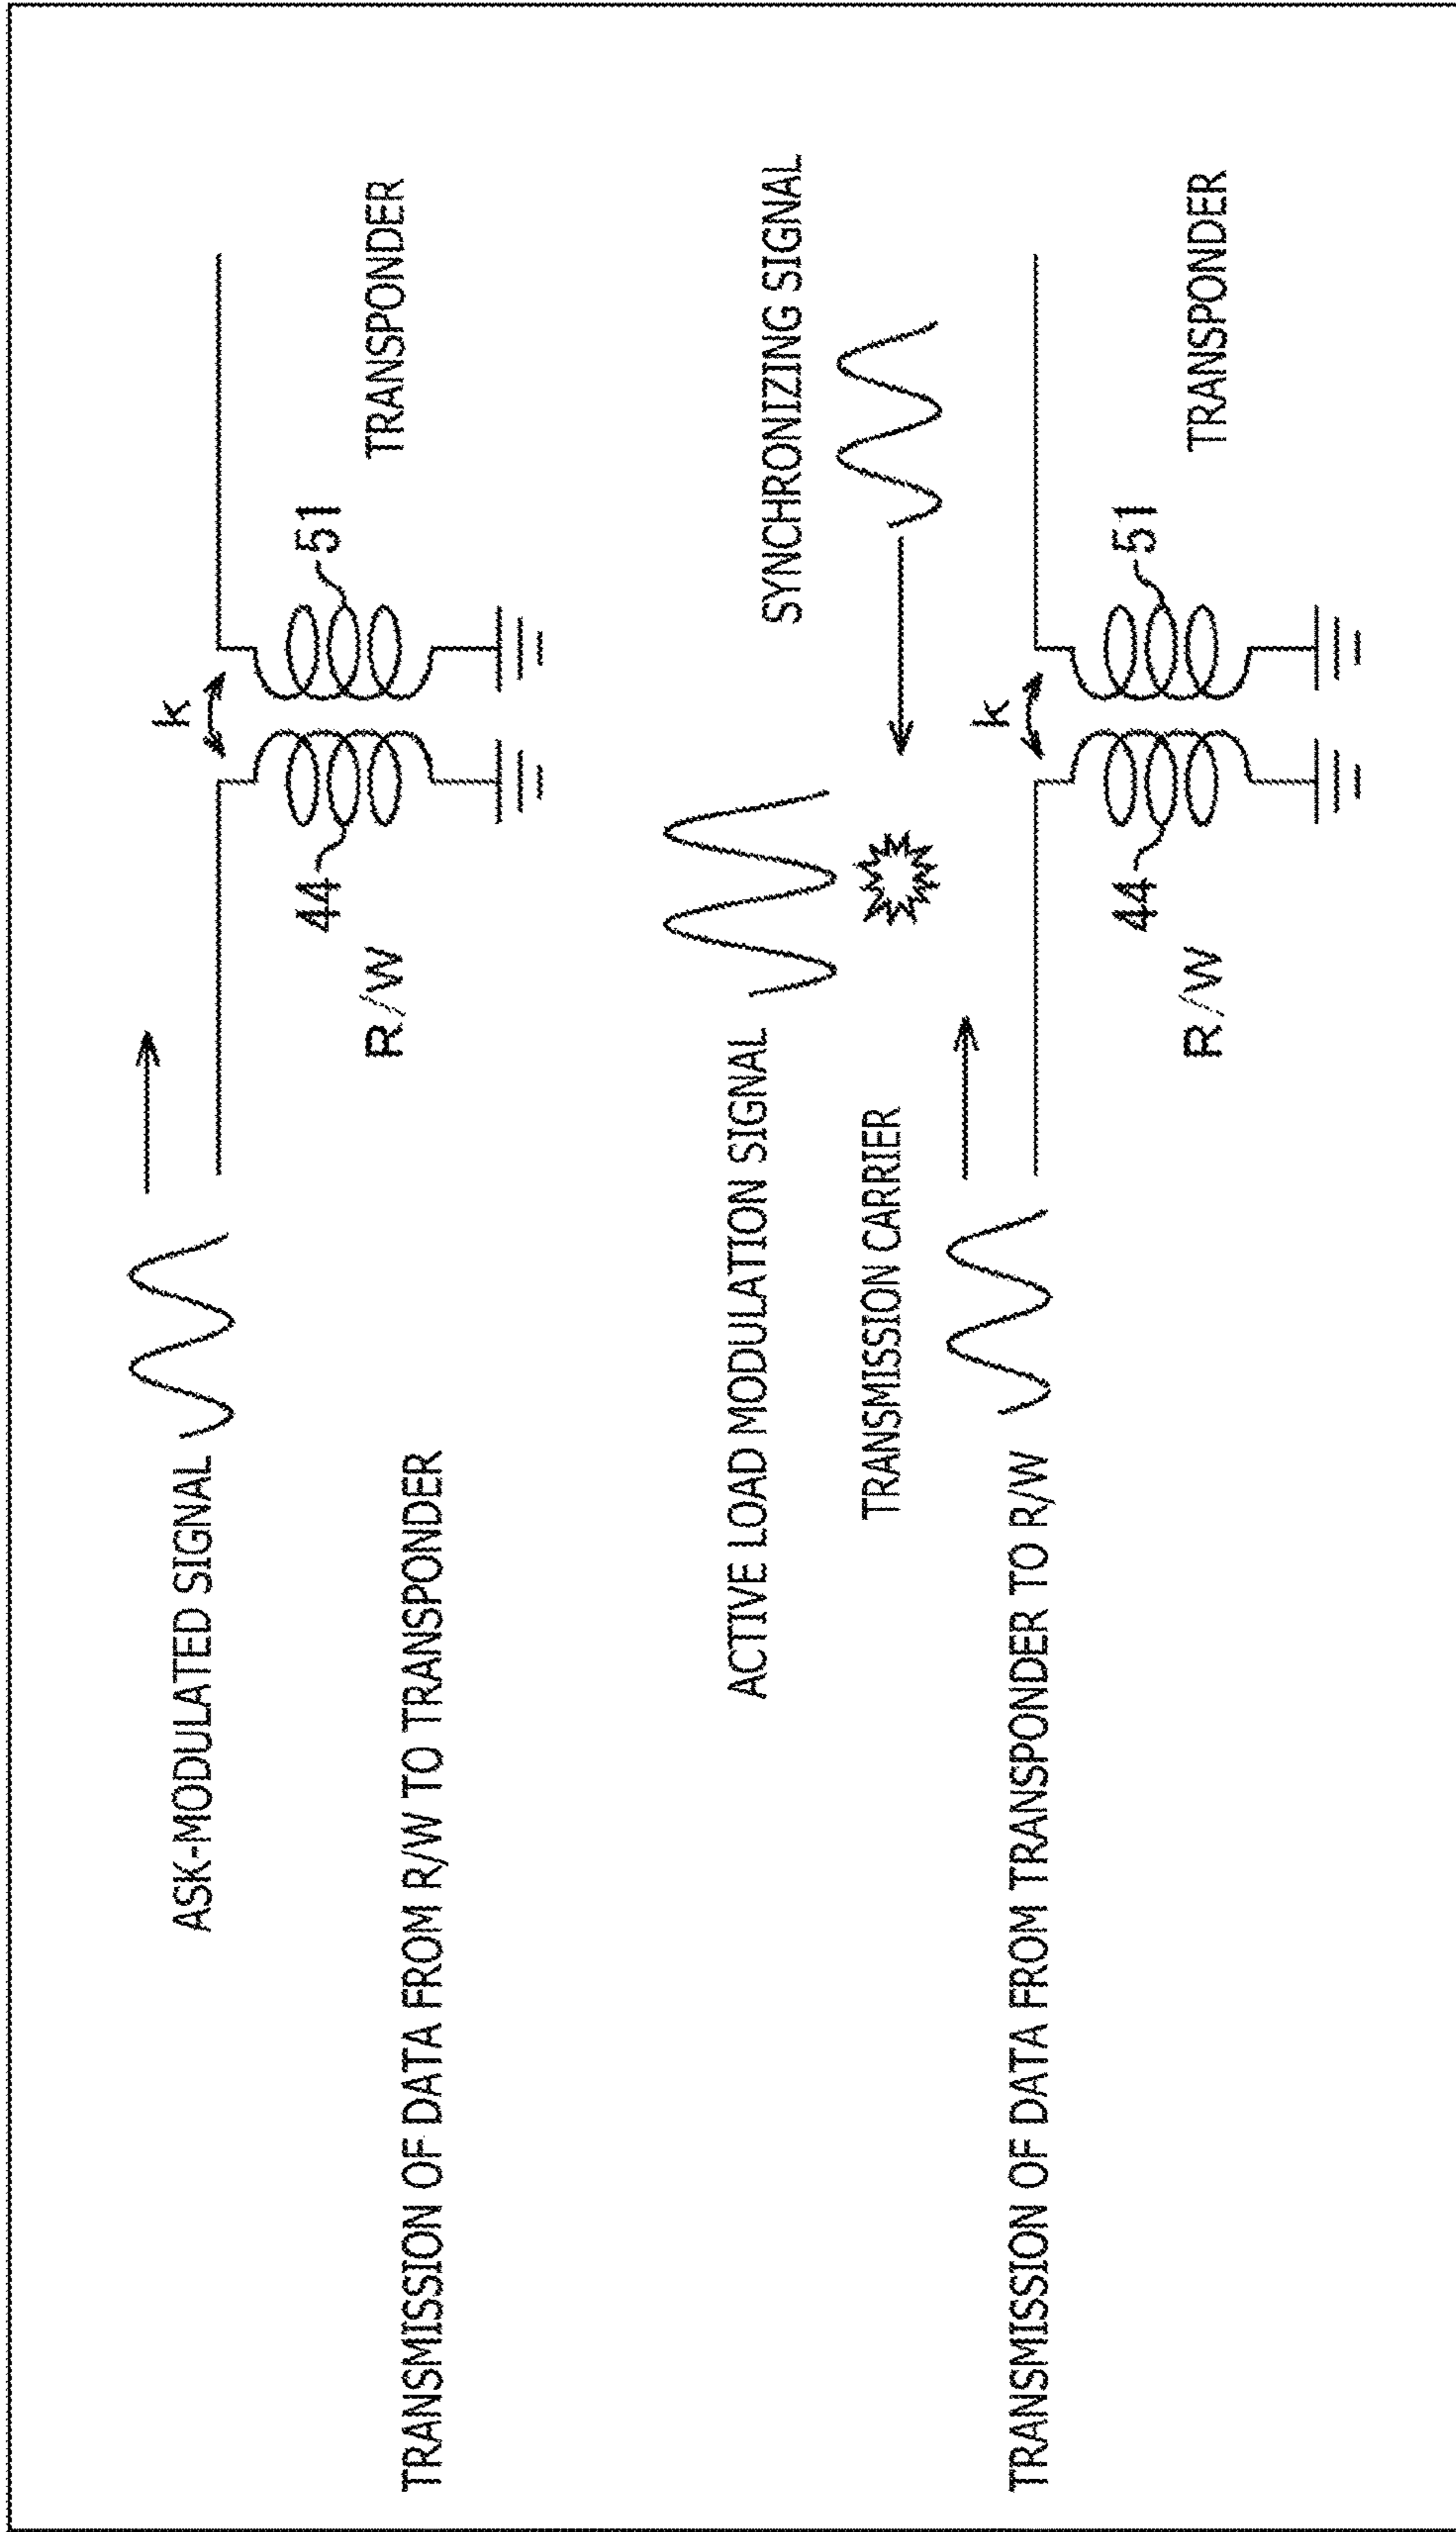 ASK-MODULATED SIGNAL
k
44
51
R/W
TRANSPONDER
TRANSMISSION OF DATA FROM R/W TO TRANSPONDER
ACTIVE LOAD MODULATION SIGNAL
SYNCHRONIZING SIGNAL
TRANSMISSION CARRIER
k
TRANSMISSION OF DATA FROM TRANSPONDER TO R/W
44
51
R/W
TRANSPONDER